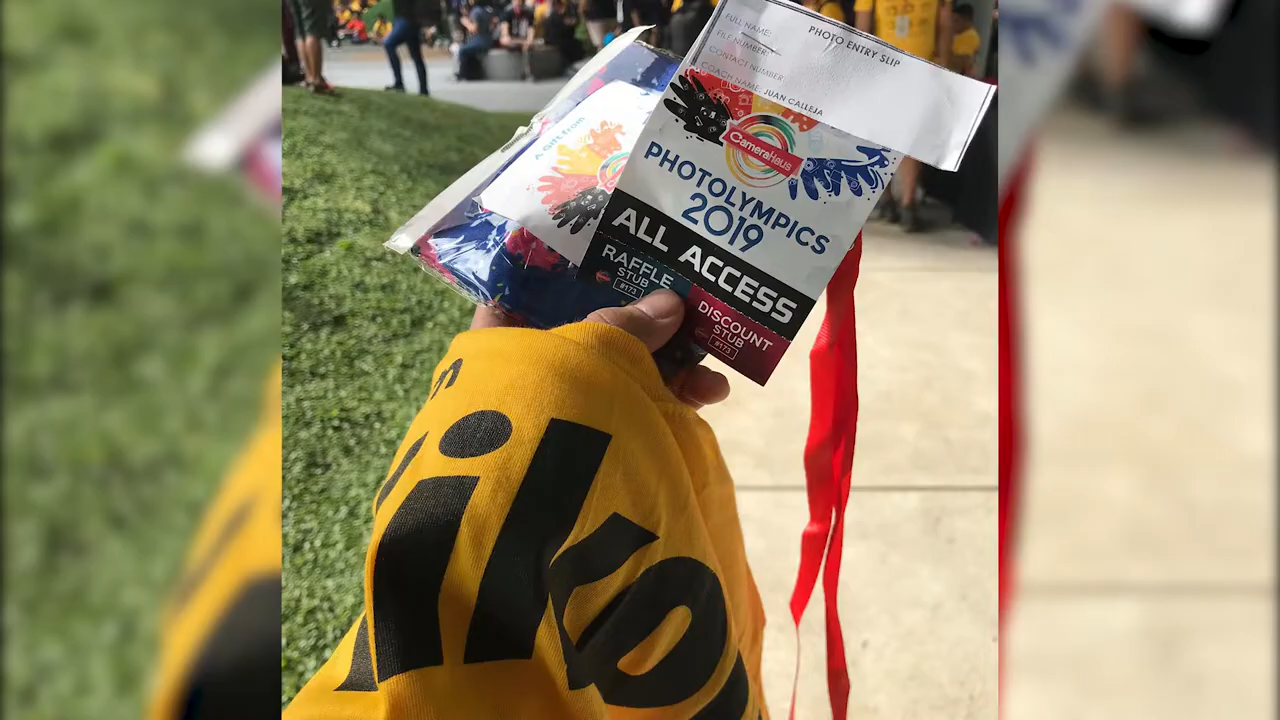 PHOTO ENTRY SLIP
FULL NAME:
FILE NUMBER:
CONTACT NUMBER:
COACH NAME: JUAN CALLEJA
A Gift from
CameraHaus
PHOTOLYMPICS
2019
ALL ACCESS
RAFFLE
STUB
#173
DISCOUNT
STUB
#173